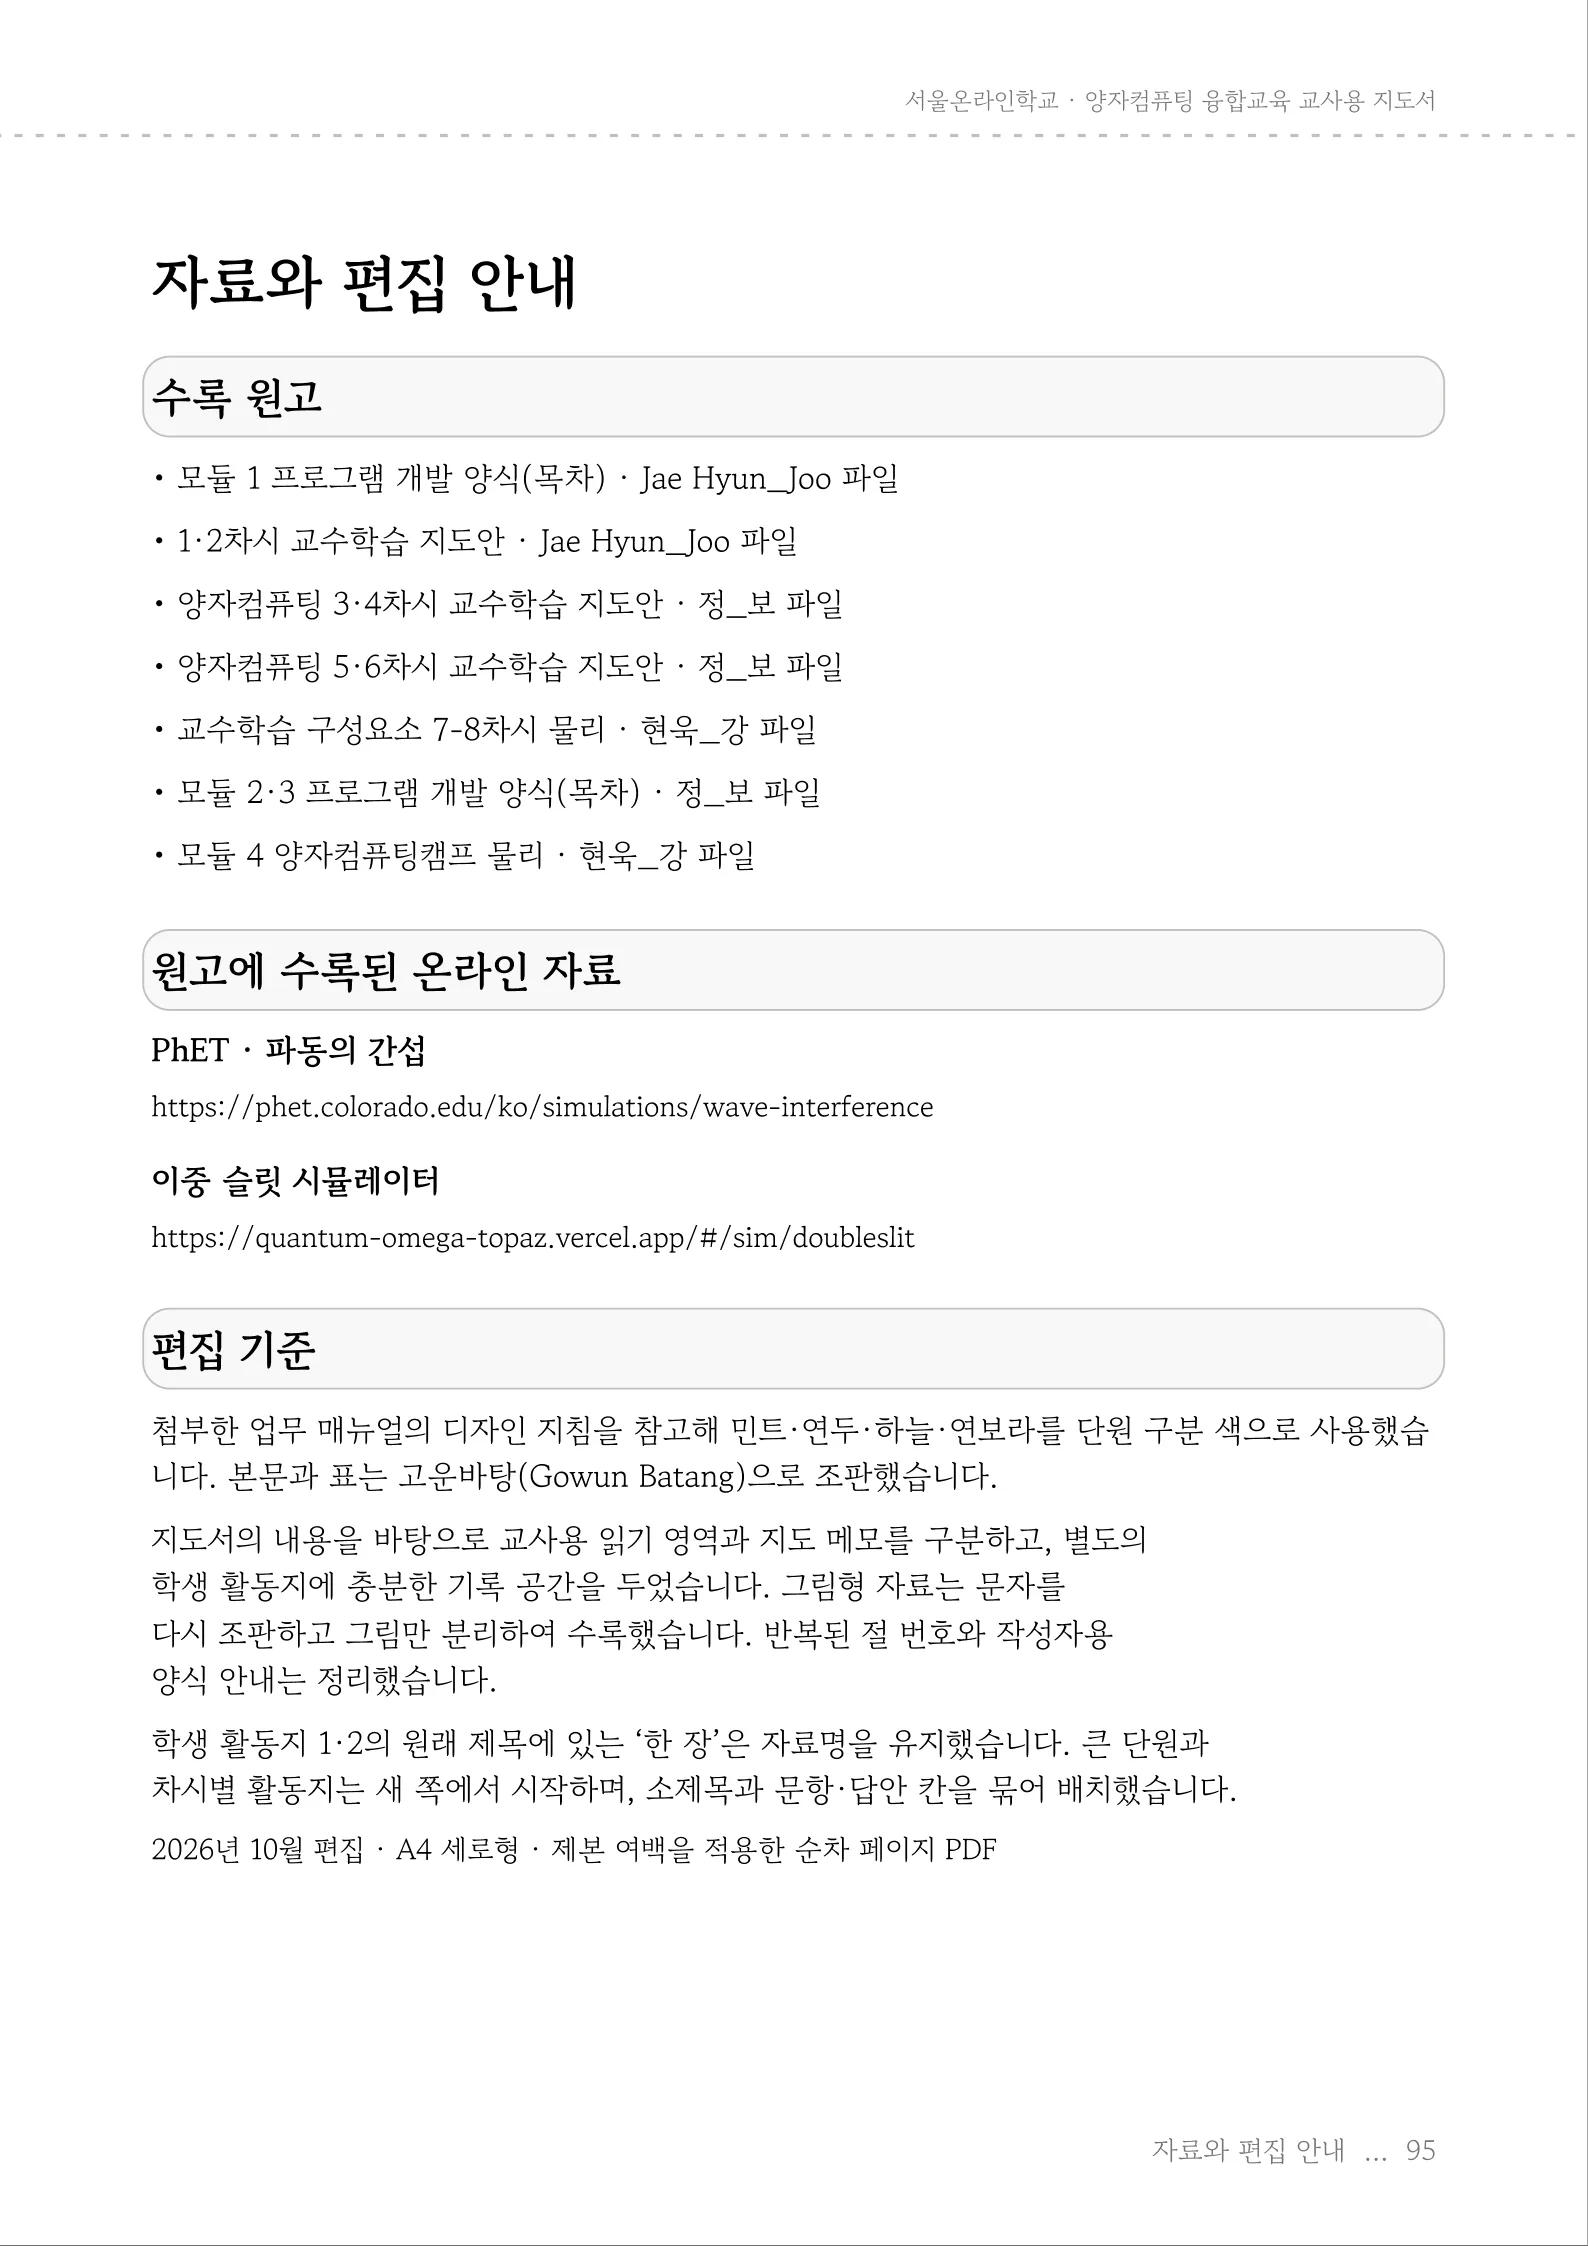 서울온라인학교 · 양자컴퓨팅 융합교육 교사용 지도서
자료와 편집 안내
수록 원고
• 모듈 1 프로그램 개발 양식(목차) · Jae Hyun_Joo 파일
• 1·2차시 교수학습 지도안 · Jae Hyun_Joo 파일
• 양자컴퓨팅 3·4차시 교수학습 지도안 · 정_보 파일
• 양자컴퓨팅 5·6차시 교수학습 지도안 · 정_보 파일
• 교수학습 구성요소 7-8차시 물리 · 현욱_강 파일
• 모듈 2·3 프로그램 개발 양식(목차) · 정_보 파일
• 모듈 4 양자컴퓨팅캠프 물리 · 현욱_강 파일
원고에 수록된 온라인 자료
PhET · 파동의 간섭
https://phet.colorado.edu/ko/simulations/wave-interference
이중 슬릿 시뮬레이터
https://quantum-omega-topaz.vercel.app/#/sim/doubleslit
편집 기준
첨부한 업무 매뉴얼의 디자인 지침을 참고해 민트·연두·하늘·연보라를 단원 구분 색으로 사용했습
니다. 본문과 표는 고운바탕(Gowun Batang)으로 조판했습니다.
지도서의 내용을 바탕으로 교사용 읽기 영역과 지도 메모를 구분하고, 별도의
학생 활동지에 충분한 기록 공간을 두었습니다. 그림형 자료는 문자를
다시 조판하고 그림만 분리하여 수록했습니다. 반복된 절 번호와 작성자용
양식 안내는 정리했습니다.
학생 활동지 1·2의 원래 제목에 있는 ‘한 장’은 자료명을 유지했습니다. 큰 단원과
차시별 활동지는 새 쪽에서 시작하며, 소제목과 문항·답안 칸을 묶어 배치했습니다.
2026년 10월 편집 · A4 세로형 · 제본 여백을 적용한 순차 페이지 PDF
자료와 편집 안내 ... 95